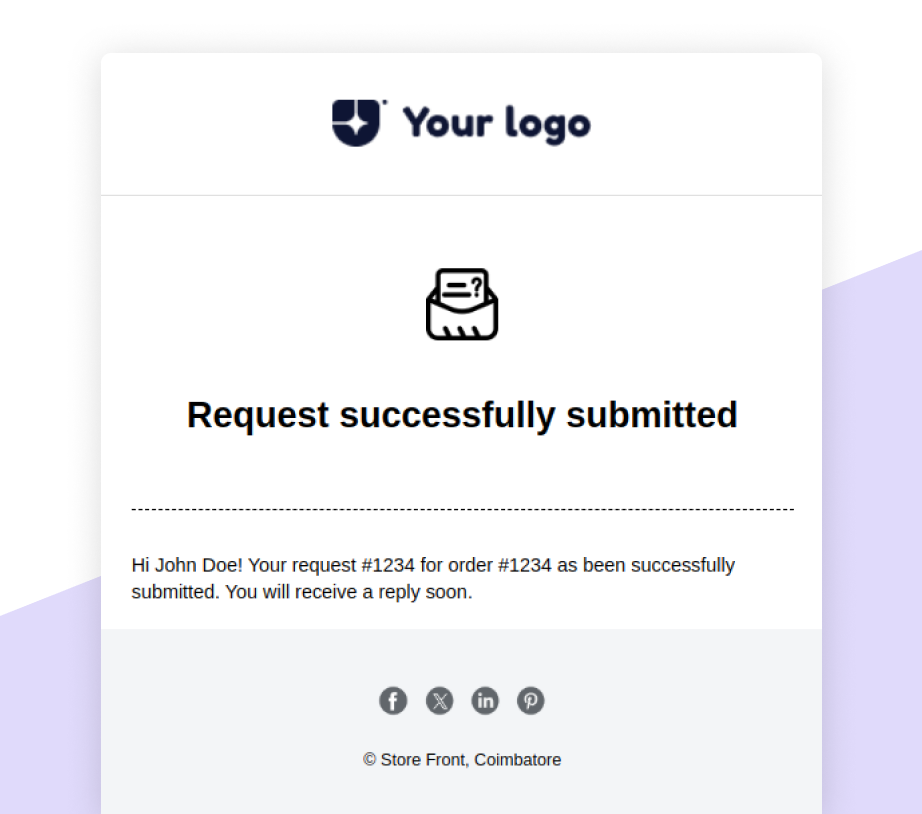 Your logo
?
Request successfully submitted
Hi John Doe! Your request #1234 for order #1234 as been successfully
submitted. You will receive a reply soon.
f X in P
© Store Front, Coimbatore